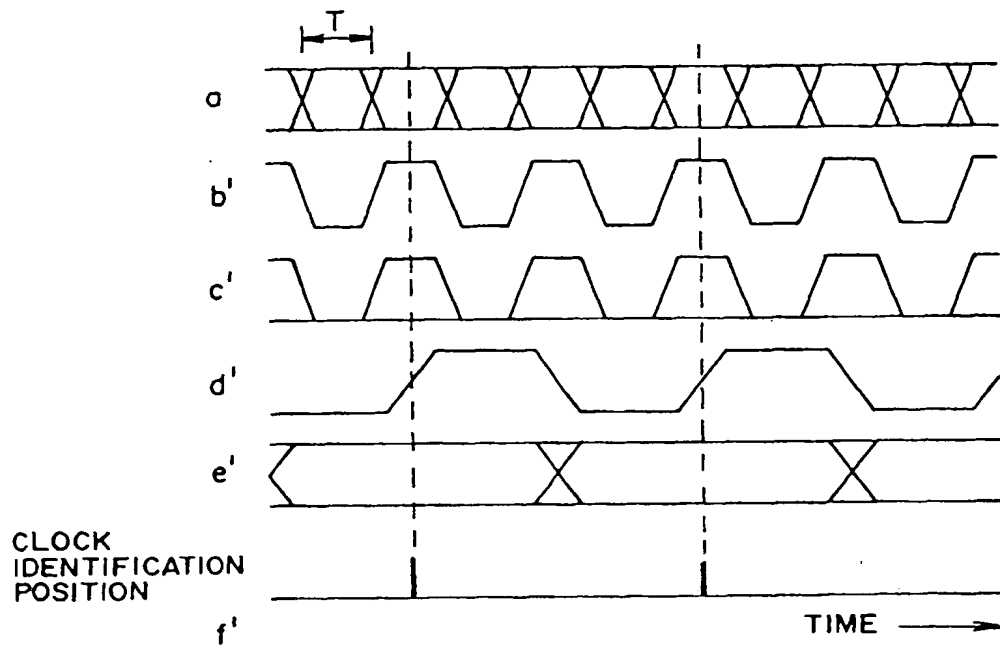 T
a
b'
c'
d'
e'
CLOCK
IDENTIFICATION
POSITION
f'
TIME